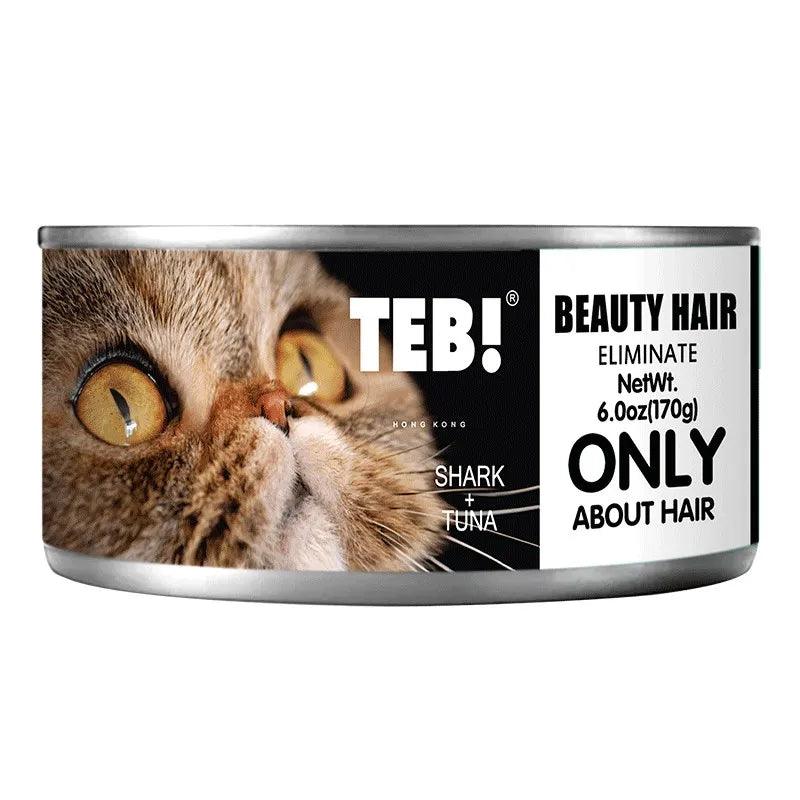 TEB!®
HONG KONG
SHARK
+
TUNA
BEAUTY HAIR
ELIMINATE
NetWt.
6.0oz(170g)
ONLY
ABOUT HAIR